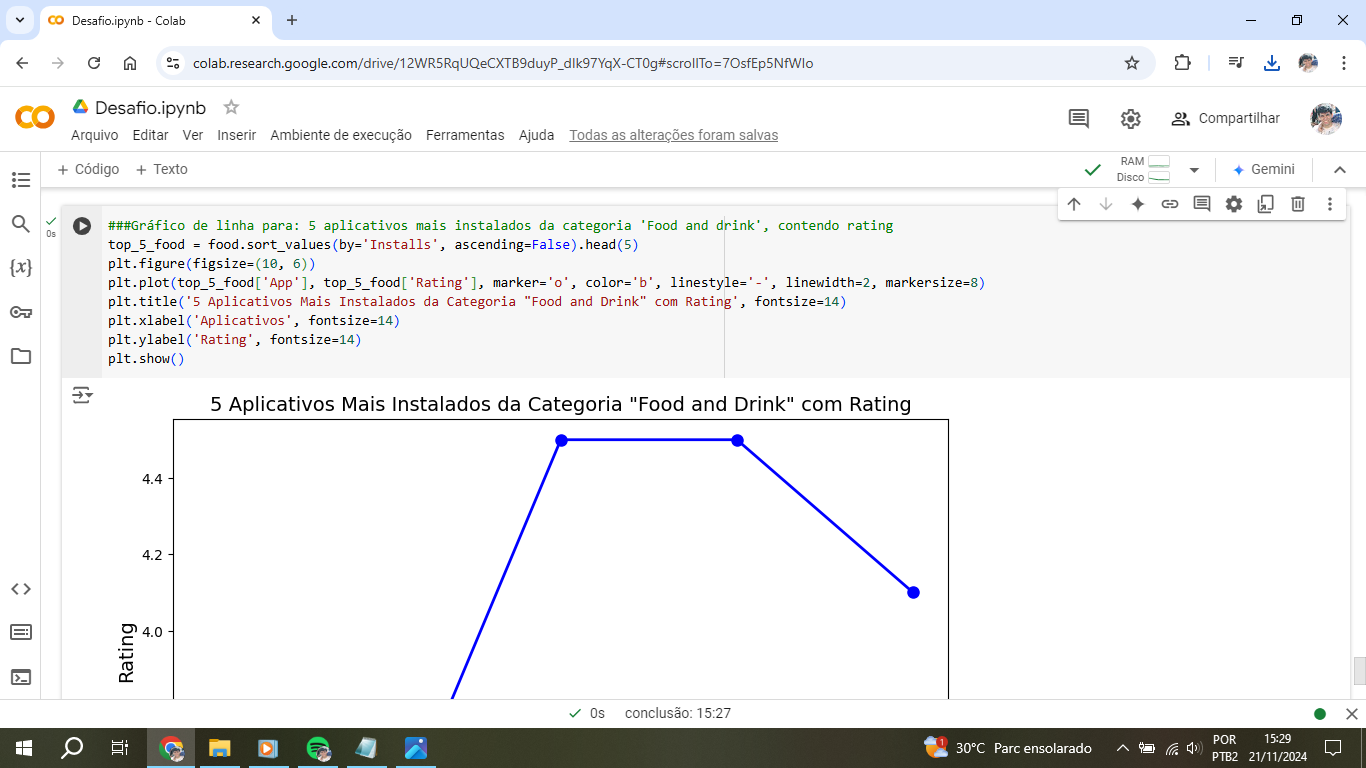 Desafio.ipynb - Colab
colab.research.google.com/drive/12WR5RqUQeCXTB9duyP_dIk97YqX-CT0g#scrollTo=7OsfEp5NfWIo
Desafio.ipynb
Arquivo Editar Ver Inserir Ambiente de execução Ferramentas Ajuda Todas as alterações foram salvas
Compartilhar
+ Código + Texto
RAM
Disco
Gemini
0s
###Gráfico de linha para: 5 aplicativos mais instalados da categoria 'Food and drink', contendo rating
top_5_food = food.sort_values(by='Installs', ascending=False).head(5)
plt.figure(figsize=(10, 6))
plt.plot(top_5_food['App'], top_5_food['Rating'], marker='o', color='b', linestyle='-', linewidth=2, markersize=8)
plt.title('5 Aplicativos Mais Instalados da Categoria "Food and Drink" com Rating', fontsize=14)
plt.xlabel('Aplicativos', fontsize=14)
plt.ylabel('Rating', fontsize=14)
plt.show()
5 Aplicativos Mais Instalados da Categoria "Food and Drink" com Rating
4.4
4.2
4.0
Rating
0s conclusão: 15:27
1
30°C Parc ensolarado
POR
PTB2
15:29
21/11/2024